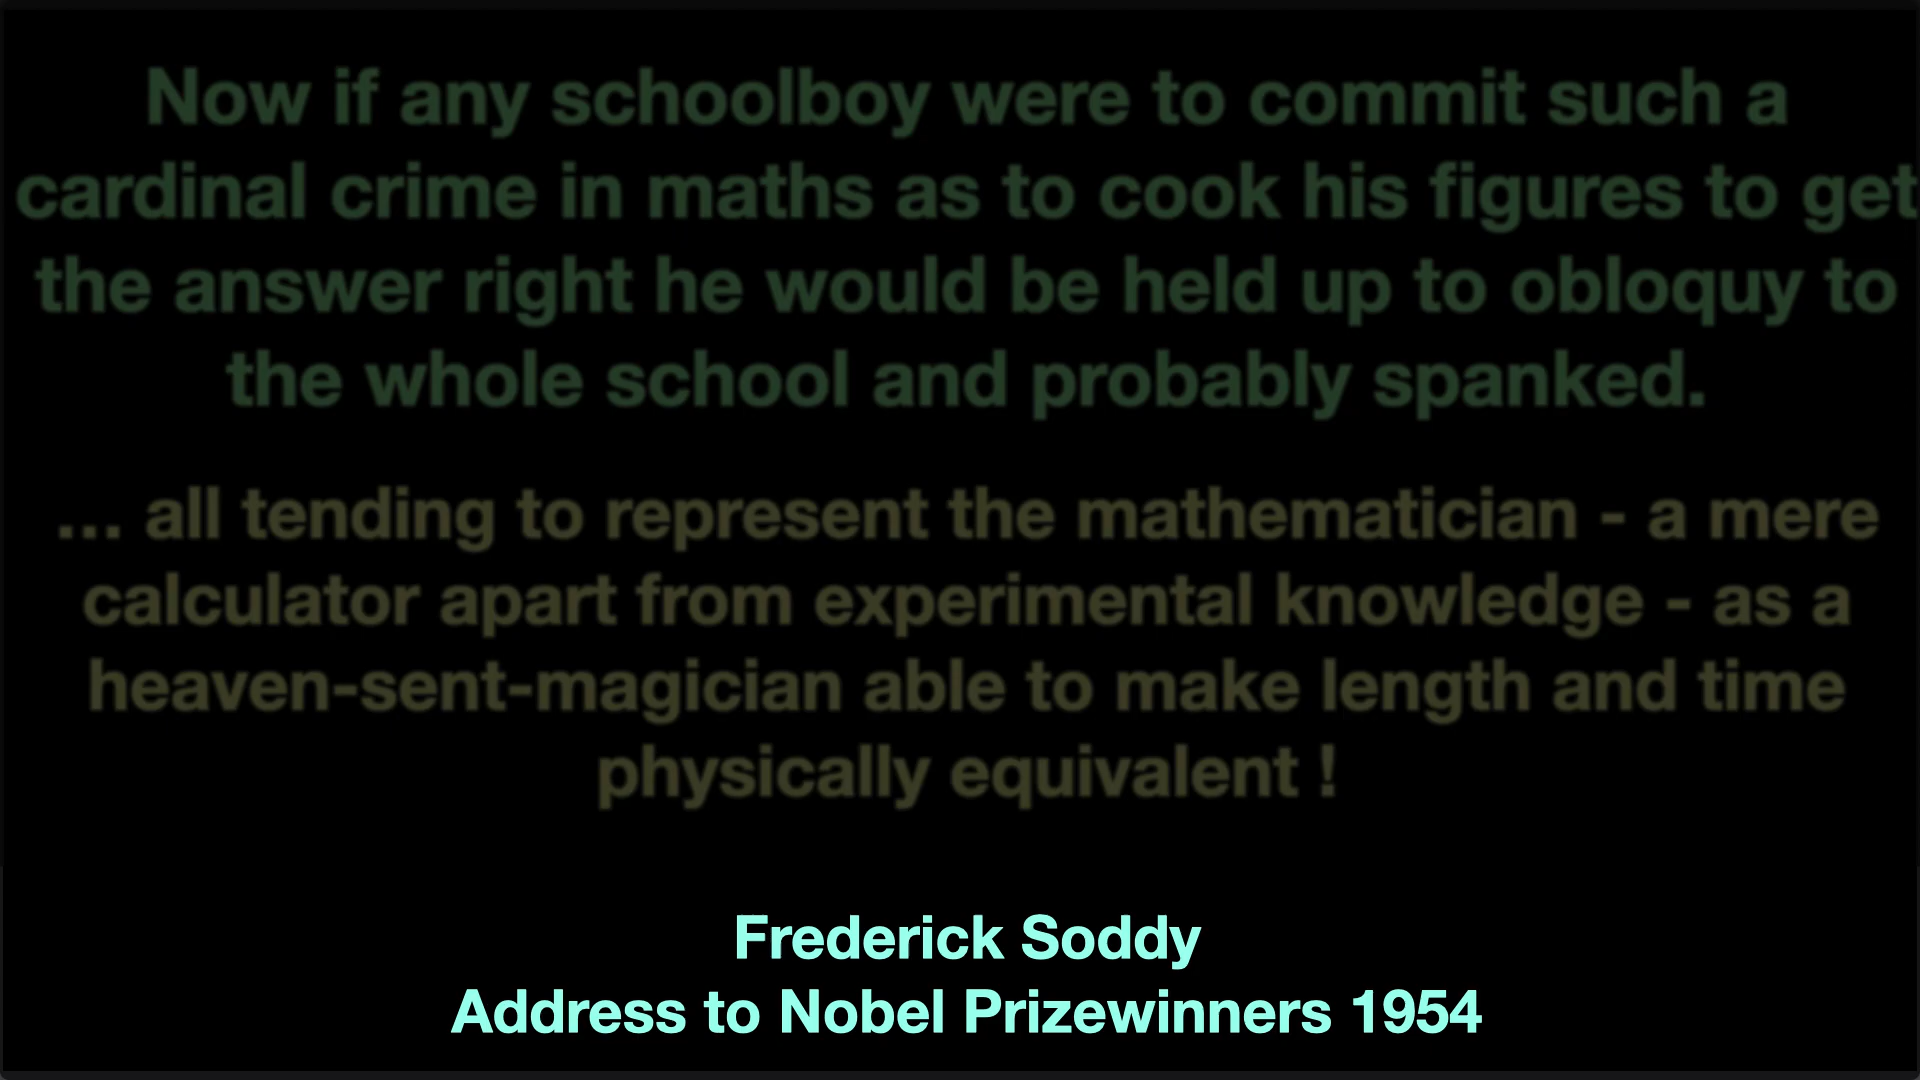 Now if any schoolboy were to commit such a
cardinal crime in maths as to cook his figures to get
the answer right he would be held up to obloquy to
the whole school and probably spanked.
... all tending to represent the mathematician - a mere
calculator apart from experimental knowledge - as a
heaven-sent-magician able to make length and time
physically equivalent !
Frederick Soddy
Address to Nobel Prizewinners 1954